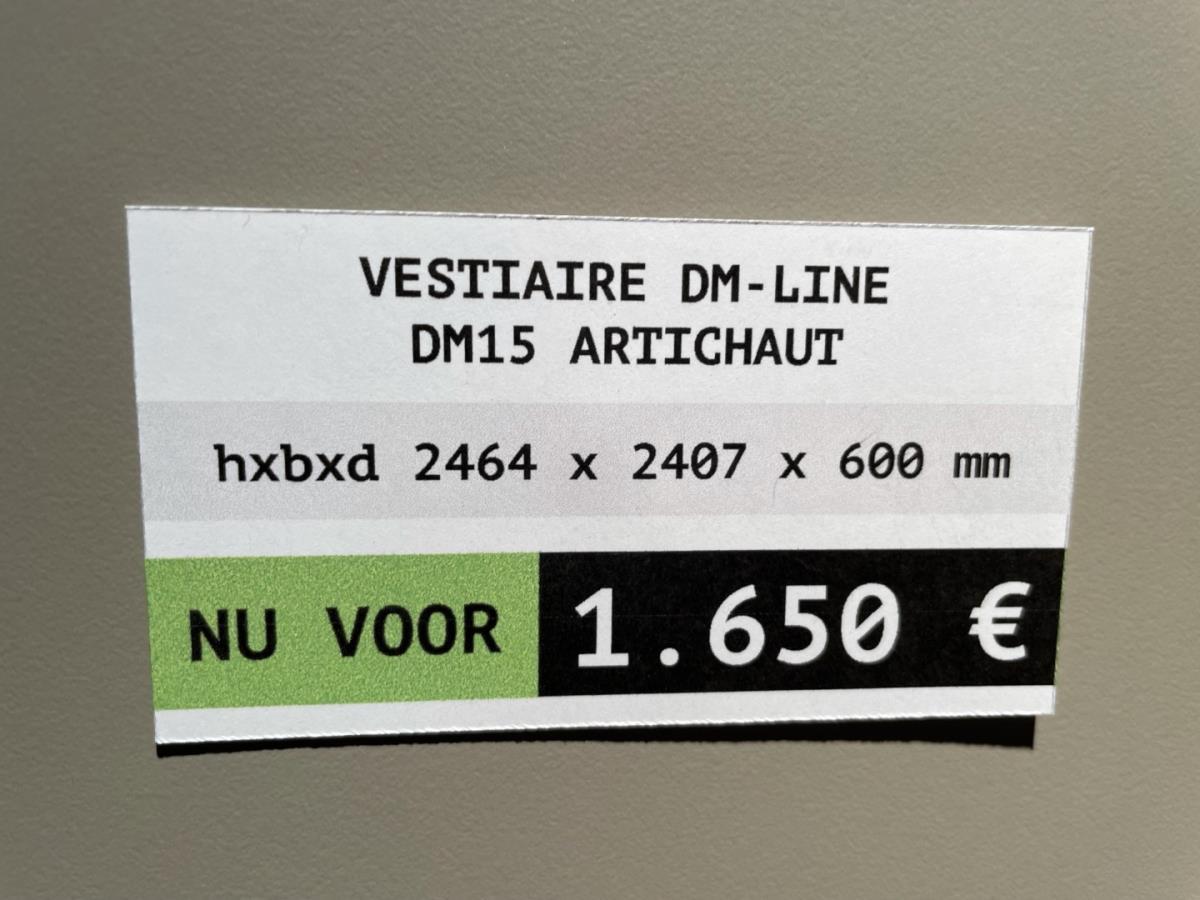 VESTIAIRE DM-LINE
DM15 ARTICHAUT
hxbxd 2464 x 2407 x 600 mm
NU VOOR 1.650 €